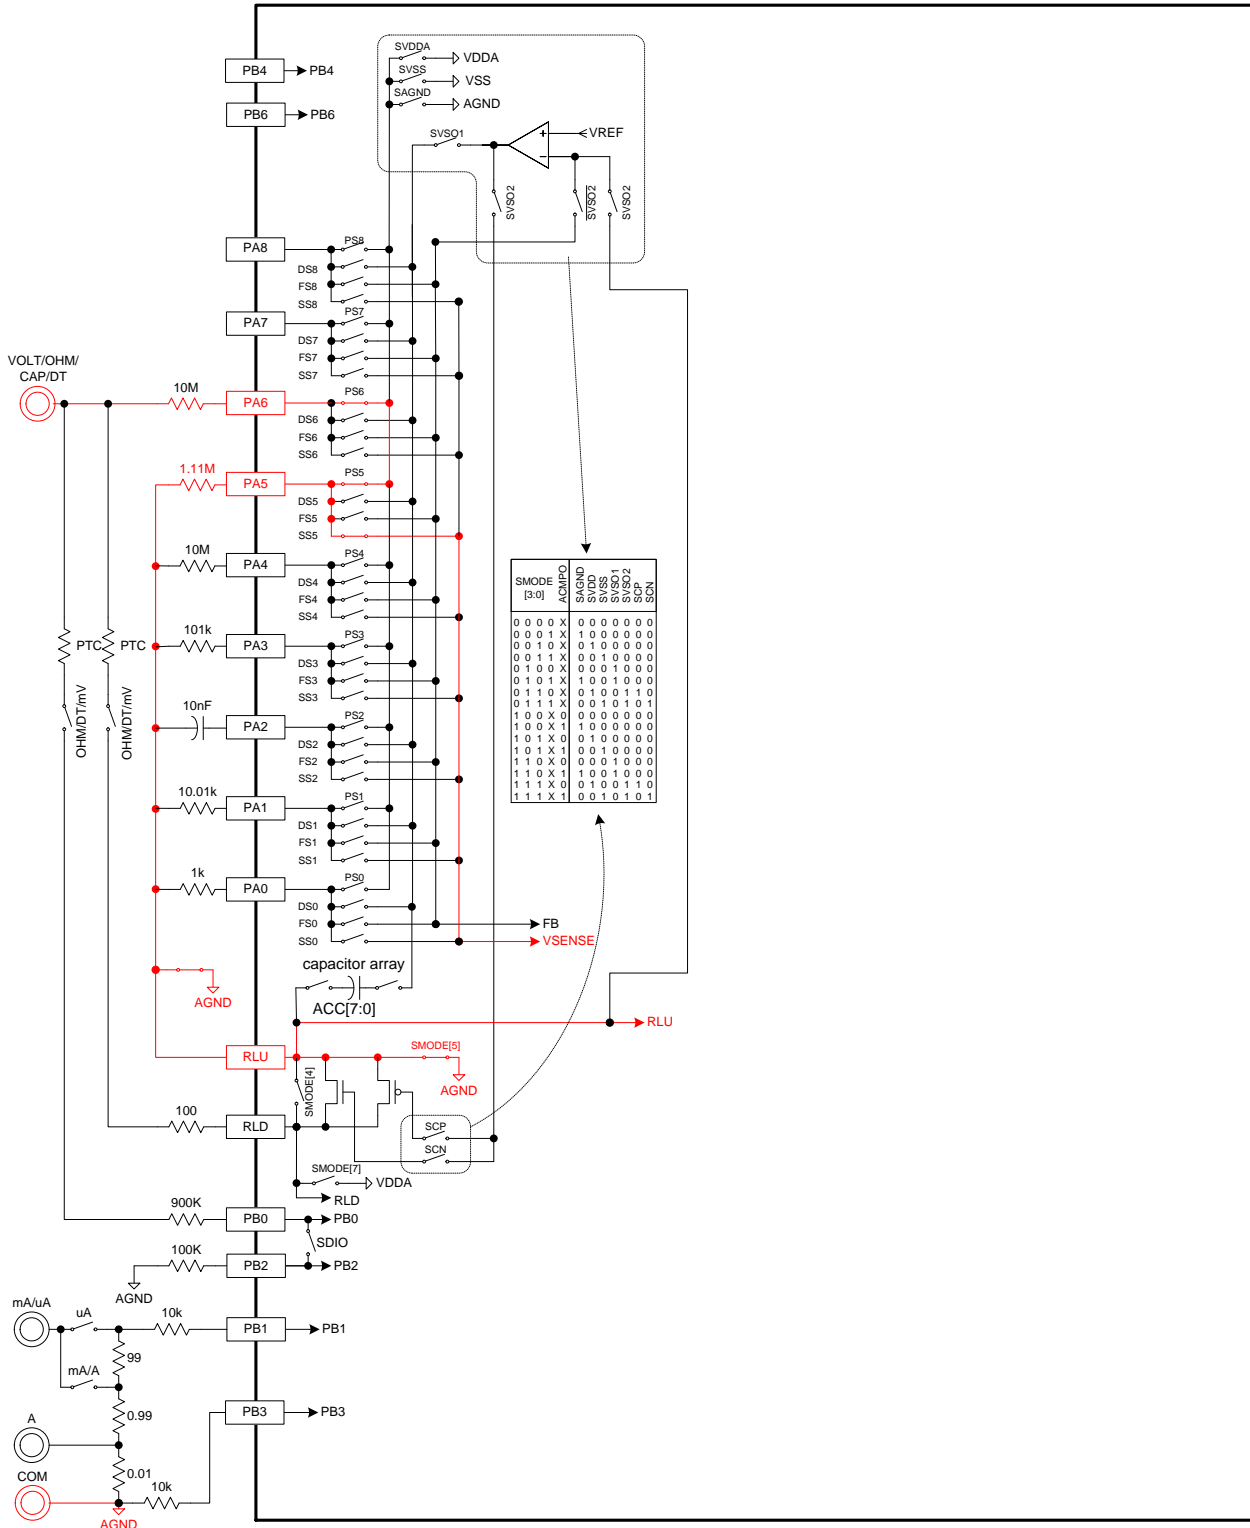 SVDDA
VDDA
SVSS
VSS
SAGND
AGND
PB4
PB4
PB6
PB6
SVSO1
+
VREF
−
SVSO2
SVSO2
SVSO2
PA8
PS8
DS8
FS8
SS8
PA7
PS7
DS7
FS7
SS7
VOLT/OHM/
CAP/DT
10M
PA6
PS6
DS6
FS6
SS6
1.11M
PA5
PS5
DS5
FS5
SS5
10M
PA4
PS4
DS4
FS4
SS4
SMODE
[3:0]
ACMPO
SAGND
SVDD
SVSS
SVSO1
SVSO2
SCP
SCN
0 0 0 0 X 0 0 0 0 0 0 0
0 0 0 1 X 1 0 0 0 0 0 0
0 0 1 0 X 0 1 0 0 0 0 0
0 0 1 1 X 0 0 1 0 0 0 0
0 1 0 0 X 0 0 0 1 0 0 0
0 1 0 1 X 1 0 0 1 0 0 0
0 1 1 0 X 0 1 0 0 1 1 0
0 1 1 1 X 0 0 1 0 1 0 1
1 0 0 X 0 0 0 0 0 0 0 0
1 0 0 X 1 1 0 0 0 0 0 0
1 0 1 X 0 0 1 0 0 0 0 0
1 0 1 X 1 0 0 1 0 0 0 0
1 1 0 X 0 0 0 0 1 0 0 0
1 1 0 X 1 1 0 0 1 0 0 0
1 1 1 X 0 0 1 0 0 1 1 0
1 1 1 X 1 0 0 1 0 1 0 1
PTC
PTC
OHM/DT/mV
OHM/DT/mV
101k
PA3
PS3
DS3
FS3
SS3
10nF
PA2
PS2
DS2
FS2
SS2
10.01k
PA1
PS1
DS1
FS1
SS1
1k
PA0
PS0
DS0
FS0
SS0
FB
VSENSE
capacitor array
ACC[7:0]
AGND
RLU
RLU
SMODE[5]
AGND
SMODE[4]
100
RLD
SCP
SCN
SMODE[7]
VDDA
RLD
900K
PB0
PB0
SDIO
100K
PB2
PB2
AGND
mA/uA
uA
10k
PB1
PB1
99
mA/A
0.99
PB3
PB3
A
0.01
COM
10k
AGND